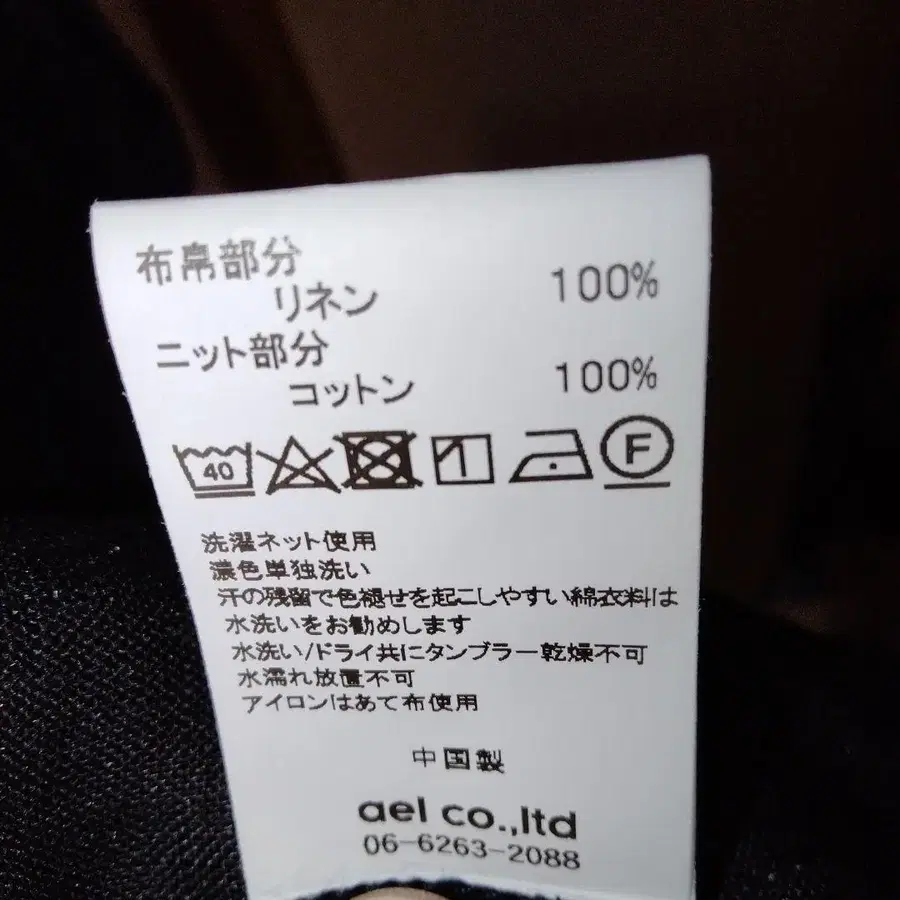 布帛部分
リネン 100%
ニット部分
コットン 100%
40 F
洗濯ネット使用
濃色単独洗い
汗の残留で色褪せを起こしやすい綿衣料は
水洗いをお勧めします
水洗い/ドライ共にタンブラー乾燥不可
水濡れ放置不可
アイロンはあて布使用
中国製
ael co.,ltd
06-6263-2088